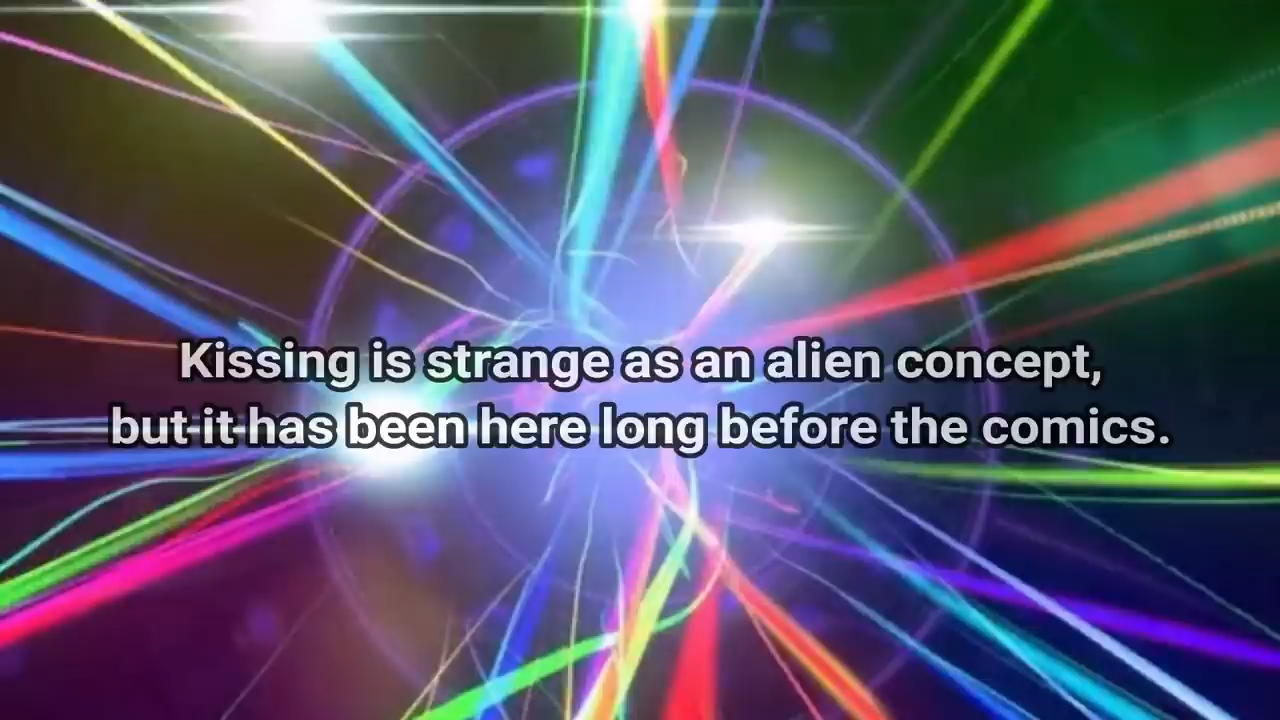 Kissing is strange as an alien concept,
but it has been here long before the comics.